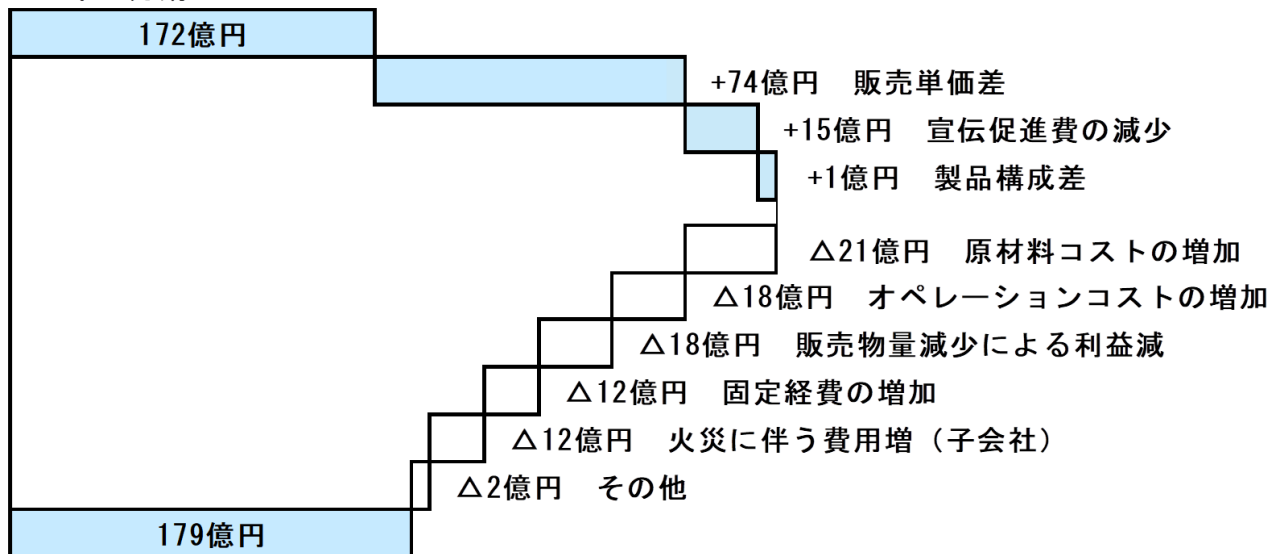 172億円
+74億円 販売単価差
+15億円 宣伝促進費の減少
+1億円 製品構成差
△21億円 原材料コストの増加
△18億円 オペレーションコストの増加
△18億円 販売物量減少による利益減
△12億円 固定経費の増加
△12億円 火災に伴う費用増（子会社）
△2億円 その他
179億円